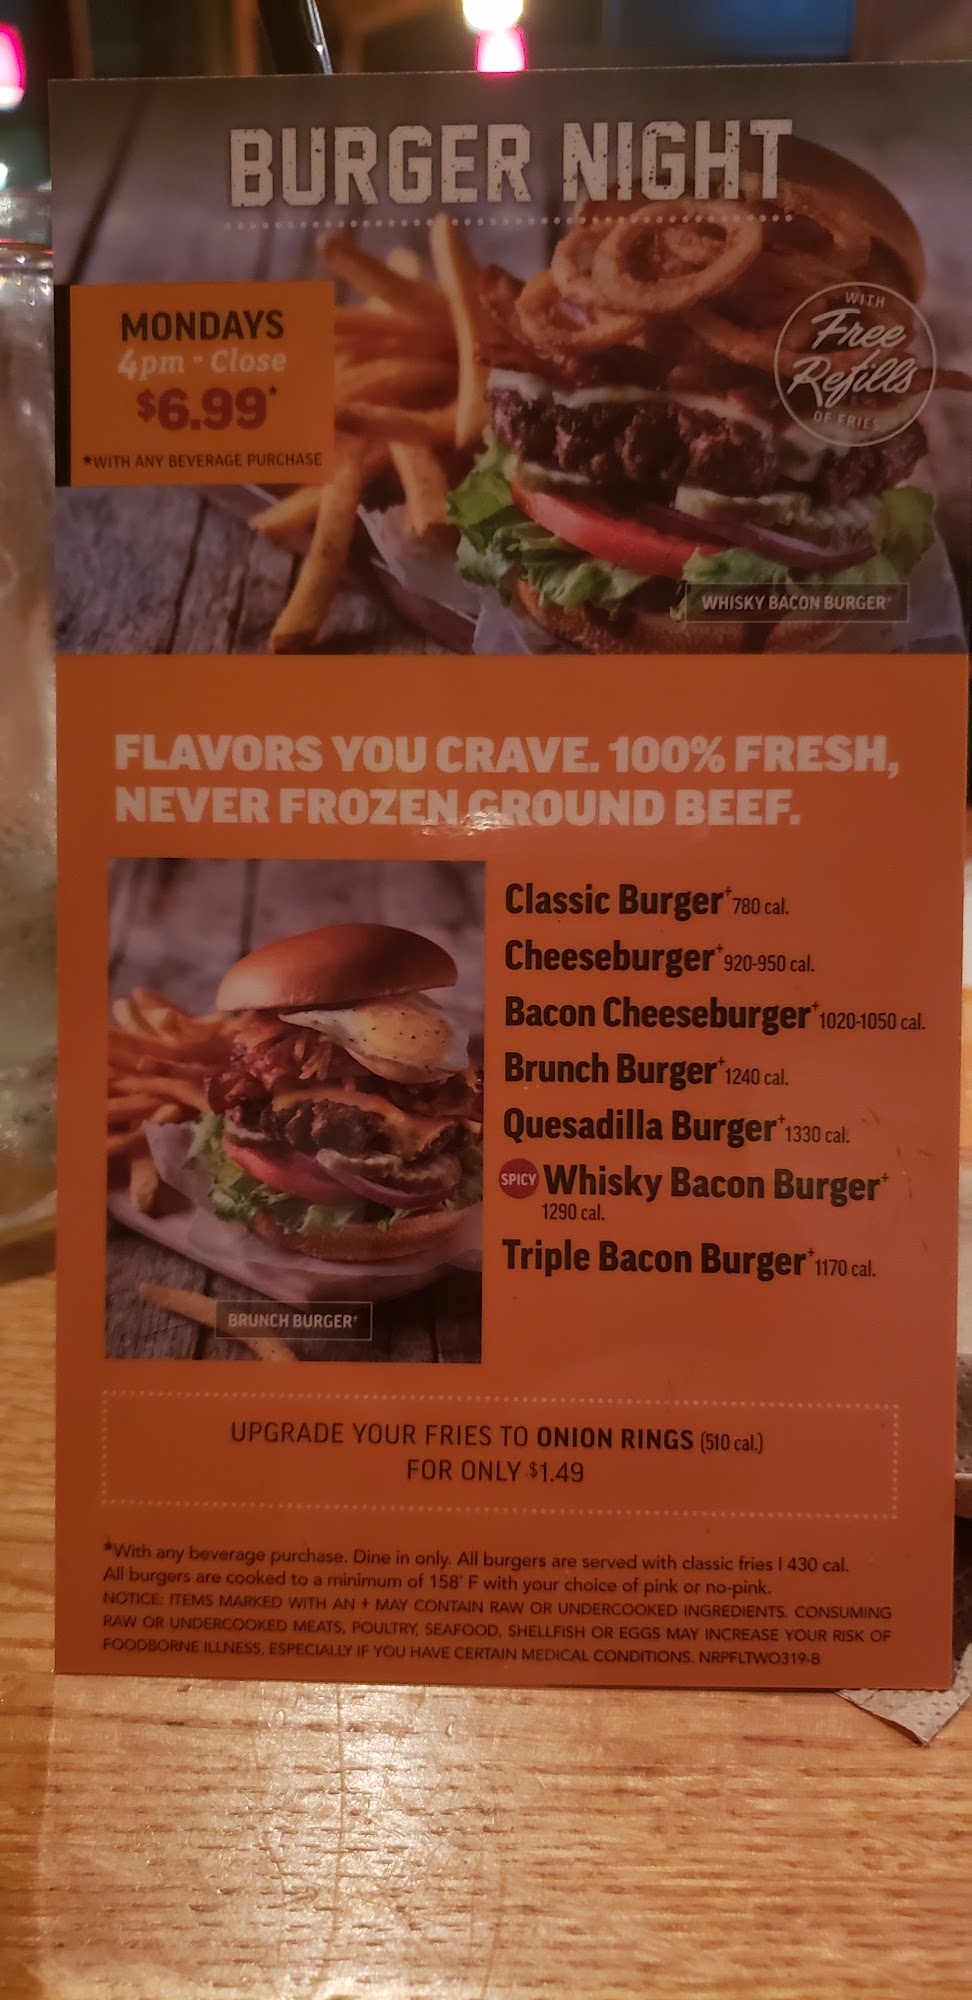 BURGER NIGHT
MONDAYS
4pm - Close
$6.99*
*WITH ANY BEVERAGE PURCHASE
WITH
Free
Refills
OF FRIES
WHISKY BACON BURGER+
FLAVORS YOU CRAVE. 100% FRESH,
NEVER FROZEN GROUND BEEF.
Classic Burger+ 780 cal.
Cheeseburger+ 920-950 cal.
Bacon Cheeseburger+ 1020-1050 cal.
Brunch Burger+ 1240 cal.
Quesadilla Burger+ 1330 cal.
SPICY Whisky Bacon Burger+
1290 cal.
Triple Bacon Burger+ 1170 cal.
BRUNCH BURGER+
UPGRADE YOUR FRIES TO ONION RINGS (510 cal.)
FOR ONLY $1.49
*With any beverage purchase. Dine in only. All burgers are served with classic fries | 430 cal.
All burgers are cooked to a minimum of 158° F with your choice of pink or no-pink.
NOTICE: ITEMS MARKED WITH AN + MAY CONTAIN RAW OR UNDERCOOKED INGREDIENTS. CONSUMING
RAW OR UNDERCOOKED MEATS, POULTRY, SEAFOOD, SHELLFISH OR EGGS MAY INCREASE YOUR RISK OF
FOODBORNE ILLNESS, ESPECIALLY IF YOU HAVE CERTAIN MEDICAL CONDITIONS. NRPFLTWO319-B